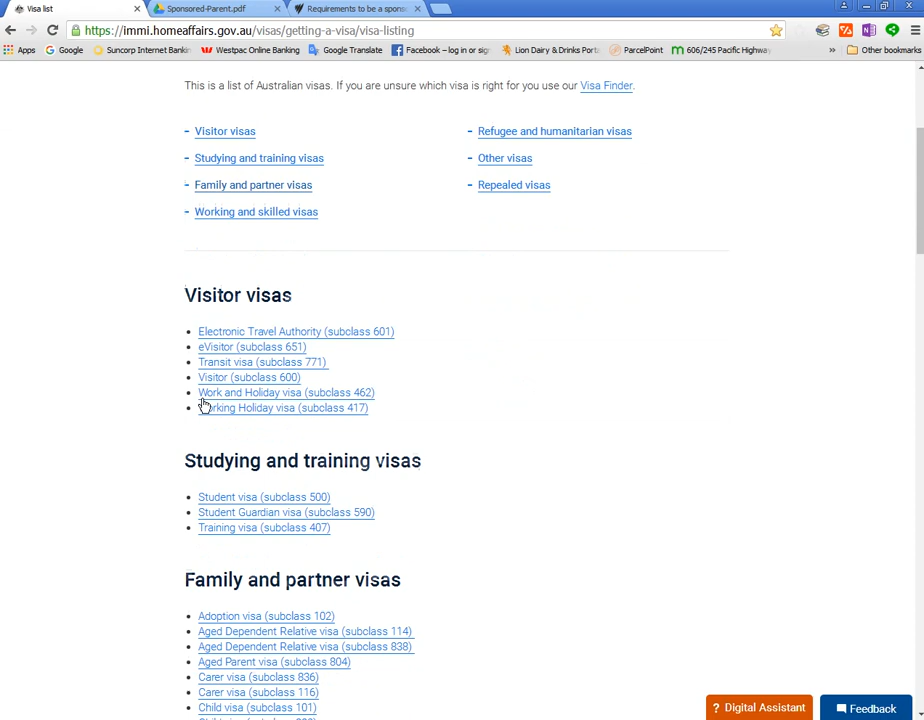 Visa list
Sponsored-Parent.pdf
Requirements to be a spons
https://immi.homeaffairs.gov.au/visas/getting-a-visa/visa-listing
Apps
Google
Suncorp Internet Bankin
Westpac Online Banking
Google Translate
Facebook – log in or sign
Lion Dairy & Drinks Porta
ParcelPoint
606/245 Pacific Highway
»
Other bookmarks
This is a list of Australian visas. If you are unsure which visa is right for you use our Visa Finder.
– Visitor visas
– Studying and training visas
– Family and partner visas
– Working and skilled visas
– Refugee and humanitarian visas
– Other visas
– Repealed visas
Visitor visas
• Electronic Travel Authority (subclass 601)
• eVisitor (subclass 651)
• Transit visa (subclass 771)
• Visitor (subclass 600)
• Work and Holiday visa (subclass 462)
• Working Holiday visa (subclass 417)
Studying and training visas
• Student visa (subclass 500)
• Student Guardian visa (subclass 590)
• Training visa (subclass 407)
Family and partner visas
• Adoption visa (subclass 102)
• Aged Dependent Relative visa (subclass 114)
• Aged Dependent Relative visa (subclass 838)
• Aged Parent visa (subclass 804)
• Carer visa (subclass 836)
• Carer visa (subclass 116)
• Child visa (subclass 101)
? Digital Assistant
Feedback